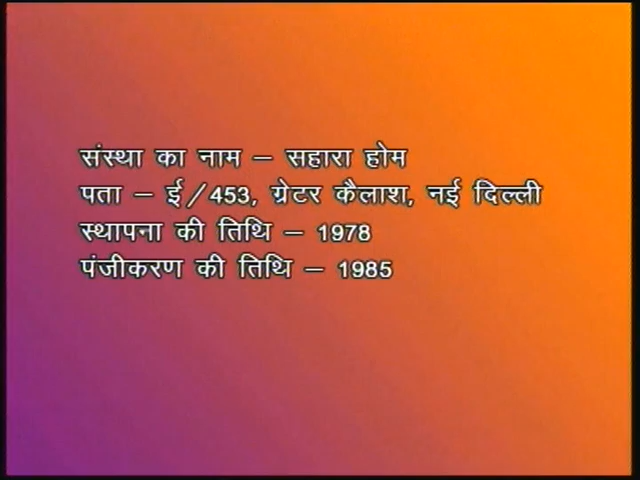 संस्था का नाम – सहारा होम
पता – ई/453, ग्रेटर कैलाश, नई दिल्ली
स्थापना की तिथि – 1978
पंजीकरण की तिथि – 1985